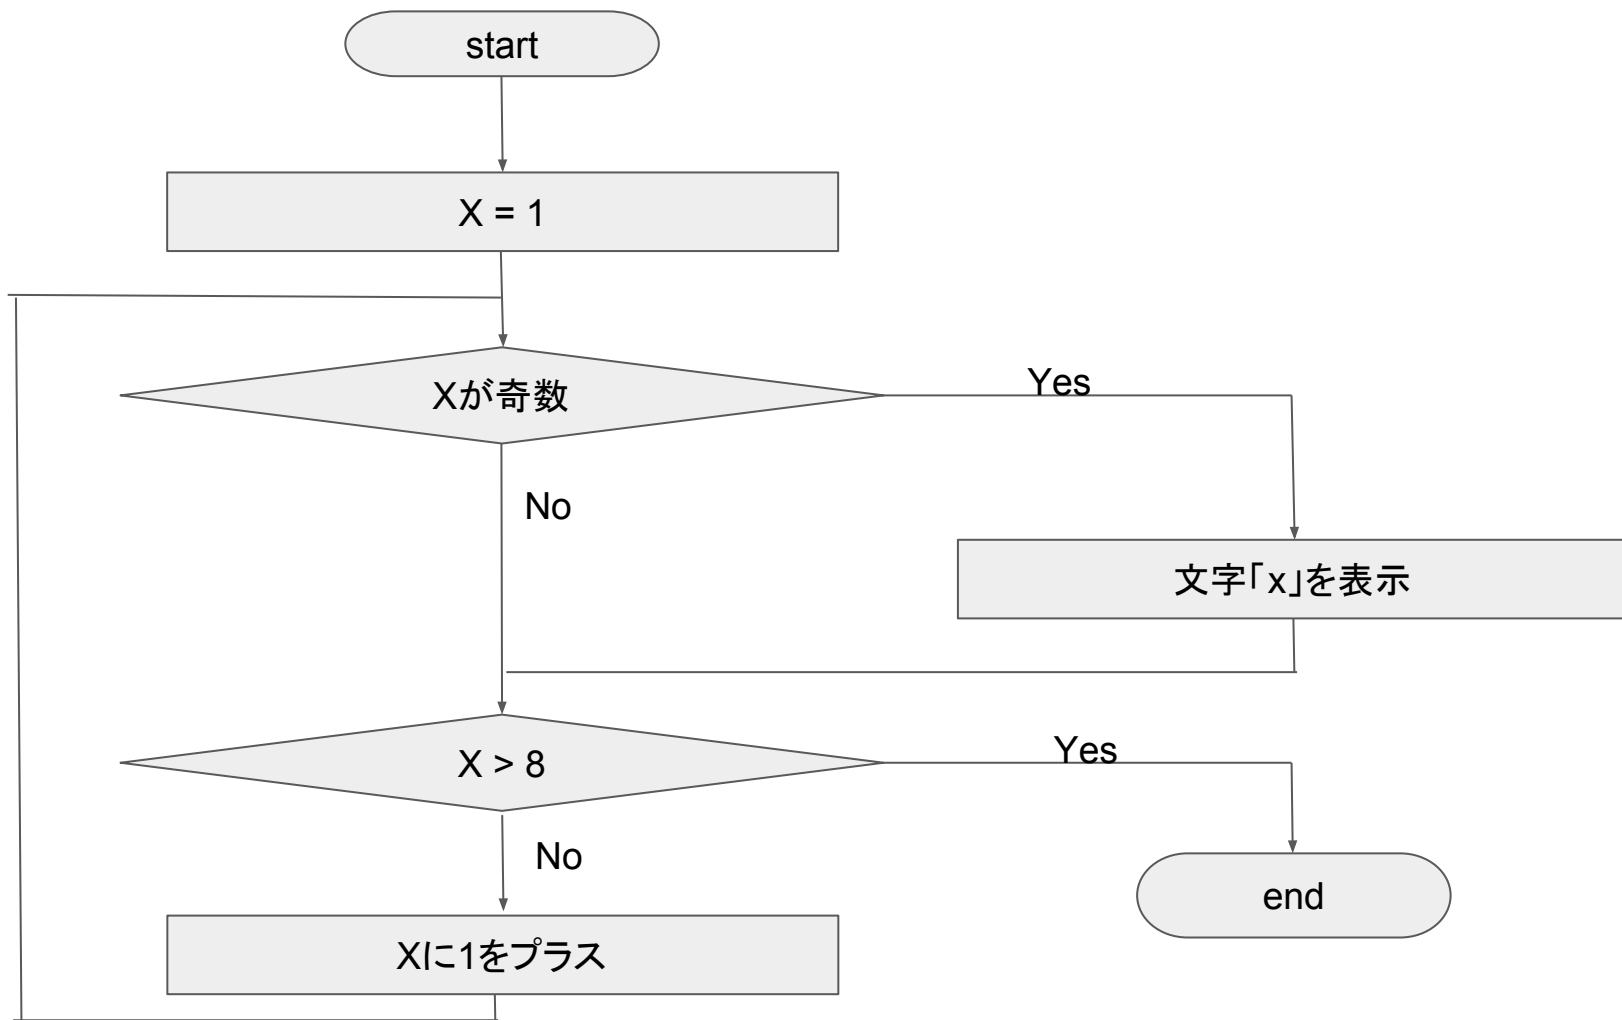 start
X = 1
Xが奇数
Yes
No
文字「x」を表示
X > 8
Yes
No
end
Xに1をプラス